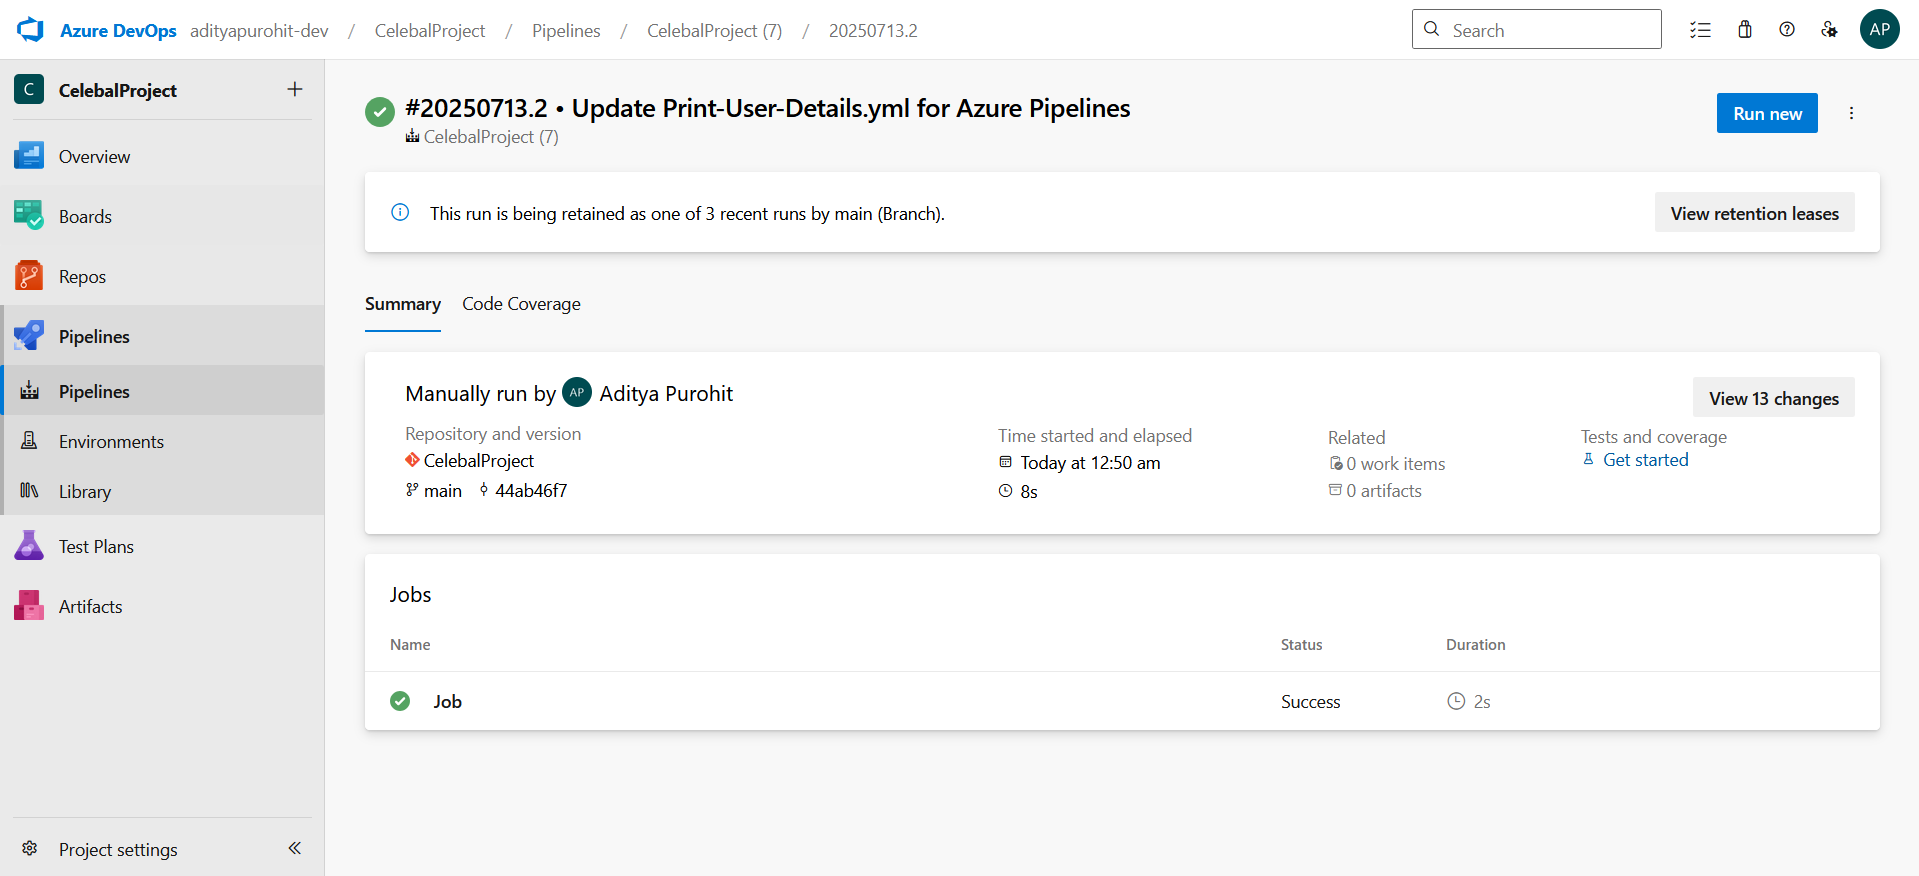 Azure DevOps adityapurohit-dev / CelebalProject / Pipelines / CelebalProject (7) / 20250713.2
Search
AP
C CelebalProject
Overview
Boards
Repos
Pipelines
Pipelines
Environments
Library
Test Plans
Artifacts
Project settings
#20250713.2 • Update Print-User-Details.yml for Azure Pipelines
CelebalProject (7)
Run new
This run is being retained as one of 3 recent runs by main (Branch).
View retention leases
Summary Code Coverage
Manually run by AP Aditya Purohit
View 13 changes
Repository and version
CelebalProject
main 44ab46f7
Time started and elapsed
Today at 12:50 am
8s
Related
0 work items
0 artifacts
Tests and coverage
Get started
Jobs
Name Status Duration
Job Success 2s